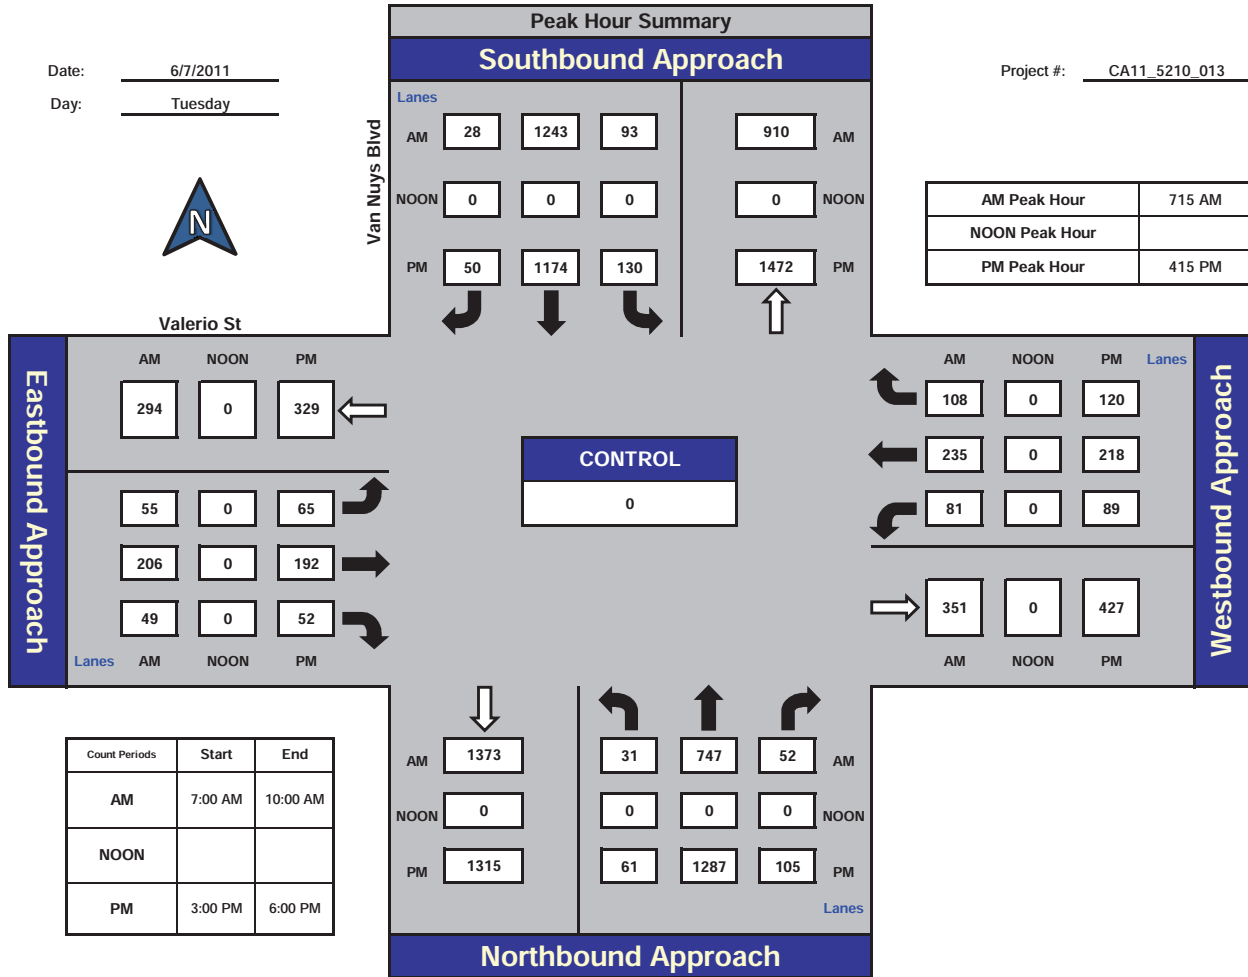 Peak Hour Summary
Southbound Approach
Date: 6/7/2011
Project #: CA11_5210_013
Day: Tuesday
Lanes
Van Nuys Blvd
AM 28 1243 93 910 AM
NOON 0 0 0 0 NOON
PM 50 1174 130 1472 PM
N
AM Peak Hour 715 AM
NOON Peak Hour
PM Peak Hour 415 PM
Valerio St
Eastbound Approach
AM NOON PM
294 0 329
55 0 65
206 0 192
49 0 52
Lanes AM NOON PM
CONTROL
0
AM NOON PM Lanes
108 0 120
235 0 218
81 0 89
351 0 427
AM NOON PM
Westbound Approach
AM 1373 31 747 52 AM
NOON 0 0 0 0 NOON
PM 1315 61 1287 105 PM
Lanes
Northbound Approach
Count Periods Start End
AM 7:00 AM 10:00 AM
NOON
PM 3:00 PM 6:00 PM